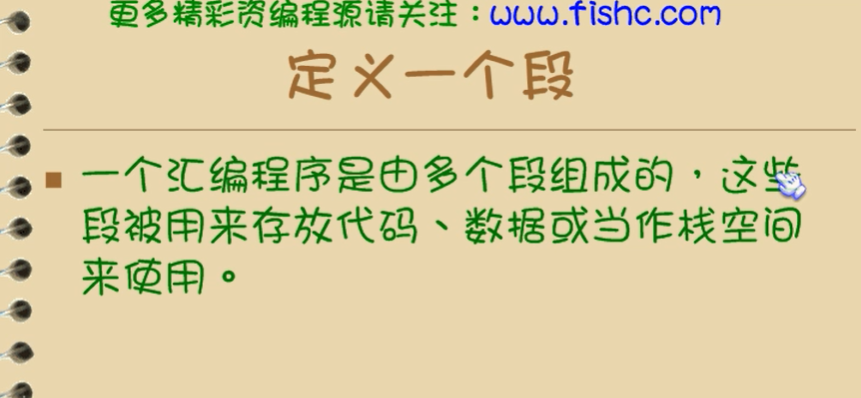 更多精彩资编程源请关注：www.fishc.com
定义一个段
一个汇编程序是由多个段组成的，这些
段被用来存放代码、数据或当作栈空间
来使用。